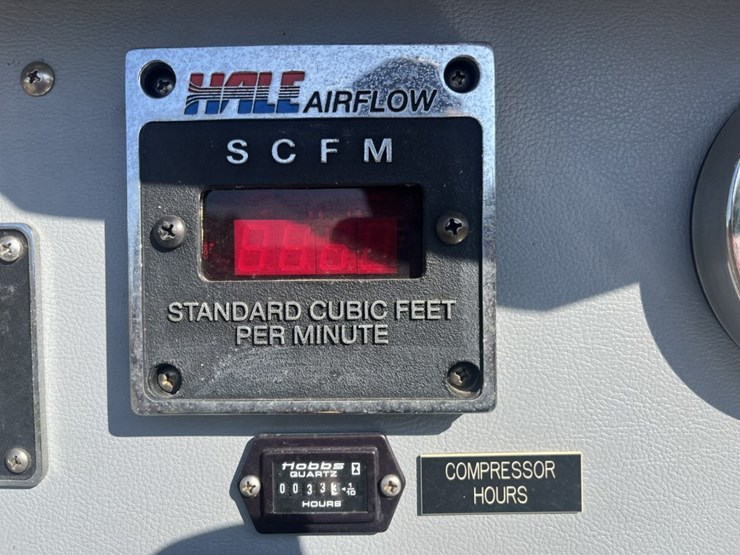 HALE AIRFLOW
SCFM
STANDARD CUBIC FEET
PER MINUTE
Hobbs
QUARTZ
HOURS
COMPRESSOR
HOURS